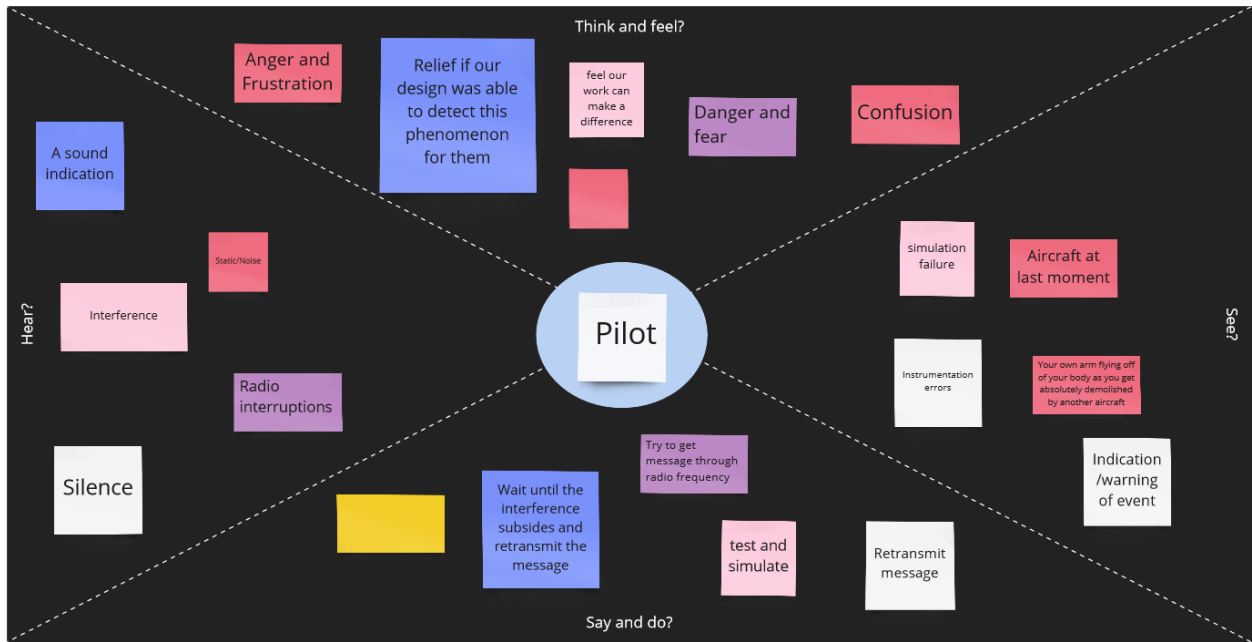 Think and feel?
Anger and
Frustration
Relief if our
design was able
to detect this
phenomenon
for them
feel our
work can
make a
difference
Danger and
fear
Confusion
Hear?
A sound
indication
Static/Noise
Interference
Radio
interruptions
Silence
Pilot
See?
simulation
failure
Aircraft at
last moment
Instrumentation
errors
Your own arm flying off
of your body as you get
absolutely demolished
by another aircraft
Indication
/warning
of event
Try to get
message through
radio frequency
Wait until the
interference
subsides and
retransmit the
message
test and
simulate
Retransmit
message
Say and do?